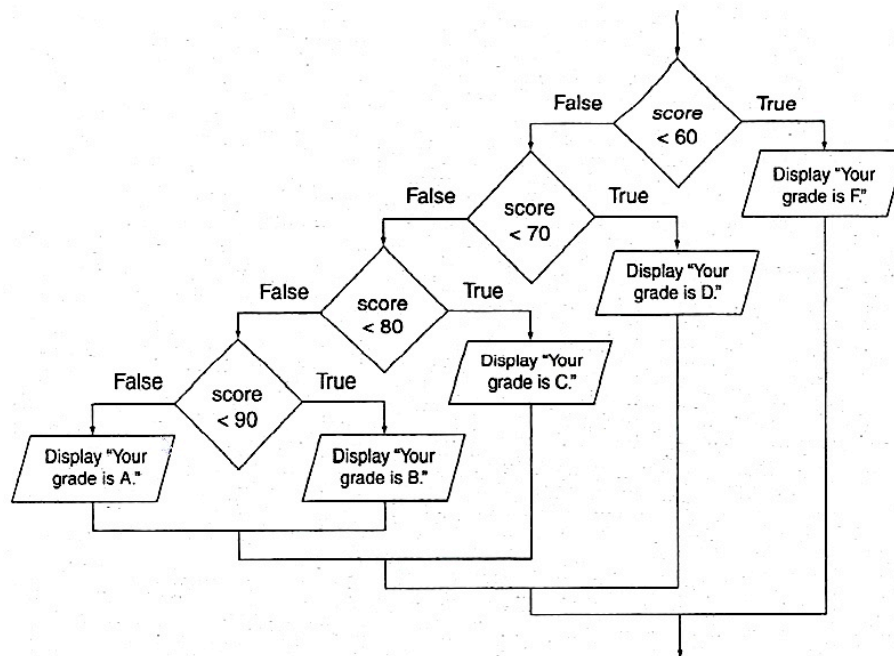 False
score
< 60
True
Display “Your
grade is F.”
False
score
< 70
True
Display “Your
grade is D.”
False
score
< 80
True
Display “Your
grade is C.”
False
score
< 90
True
Display “Your
grade is A.”
Display “Your
grade is B.”